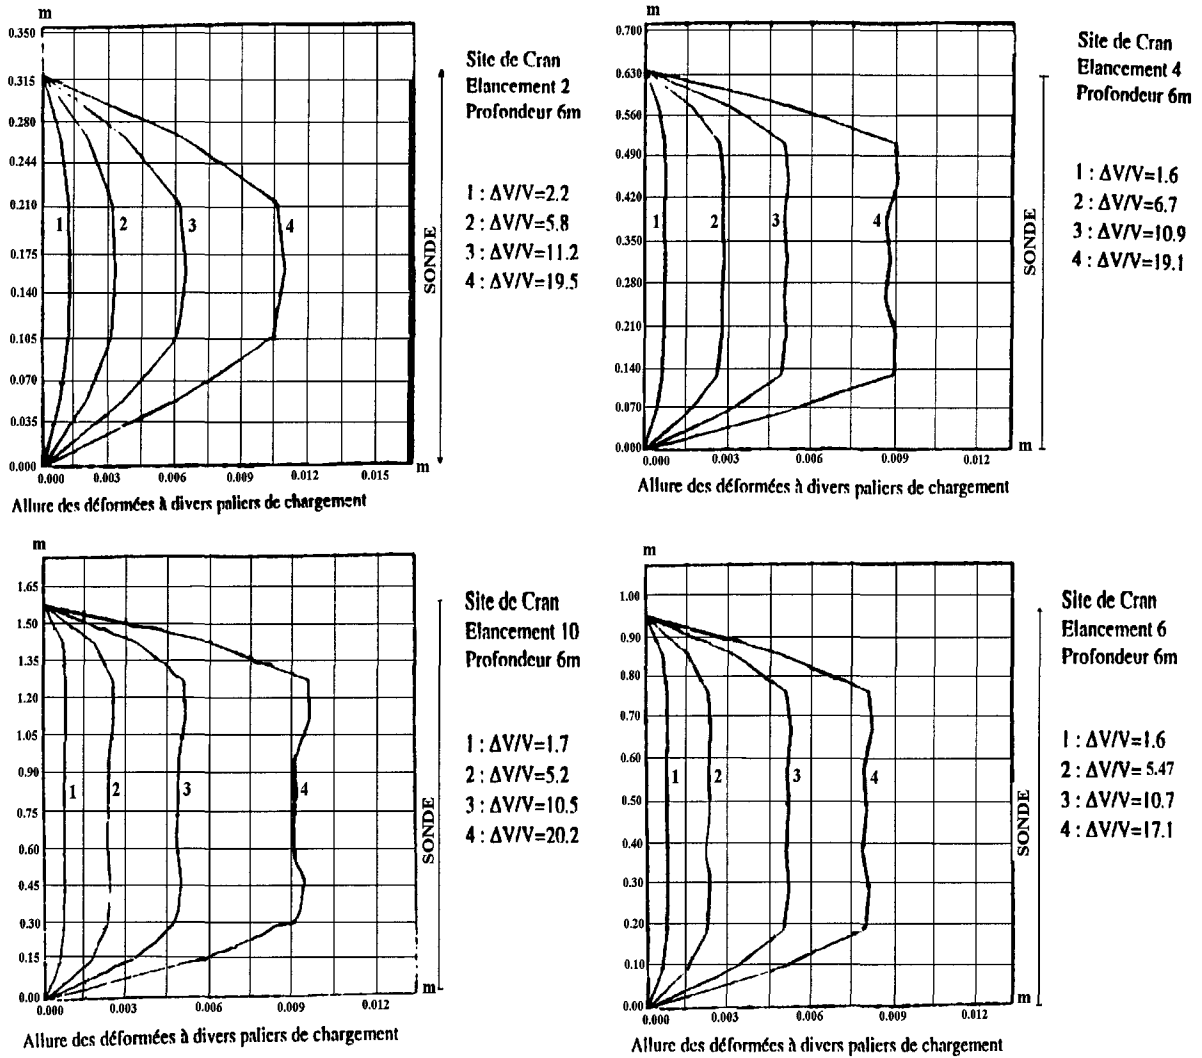 m
0.350
0.315
0.280
0.244
0.210
0.175
0.140
0.105
0.070
0.035
0.000
1 2 3 4
0.000 0.003 0.006 0.009 0.012 0.015
m
SONDE
Site de Cran
Elancement 2
Profondeur 6m
1 : ΔV/V=2.2
2 : ΔV/V=5.8
3 : ΔV/V=11.2
4 : ΔV/V=19.5
Allure des déformées à divers paliers de chargement
m
0.700
0.630
0.560
0.490
0.420
0.350
0.280
0.210
0.140
0.070
0.000
1 2 3 4
0.000 0.003 0.006 0.009 0.012
m
SONDE
Site de Cran
Elancement 4
Profondeur 6m
1 : ΔV/V=1.6
2 : ΔV/V=6.7
3 : ΔV/V=10.9
4 : ΔV/V=19.1
Allure des déformées à divers paliers de chargement
m
1.65
1.50
1.35
1.20
1.05
0.90
0.75
0.60
0.45
0.30
0.15
0.00
1 2 3 4
0.000 0.003 0.006 0.009 0.012
m
SONDE
Site de Cran
Elancement 10
Profondeur 6m
1 : ΔV/V=1.7
2 : ΔV/V=5.2
3 : ΔV/V=10.5
4 : ΔV/V=20.2
Allure des déformées à divers paliers de chargement
m
1.00
0.90
0.80
0.70
0.60
0.50
0.40
0.30
0.20
0.10
0.00
1 2 3 4
0.000 0.003 0.006 0.009 0.012
m
SONDE
Site de Cran
Elancement 6
Profondeur 6m
1 : ΔV/V=1.6
2 : ΔV/V= 5.47
3 : ΔV/V=10.7
4 : ΔV/V=17.1
Allure des déformées à divers paliers de chargement